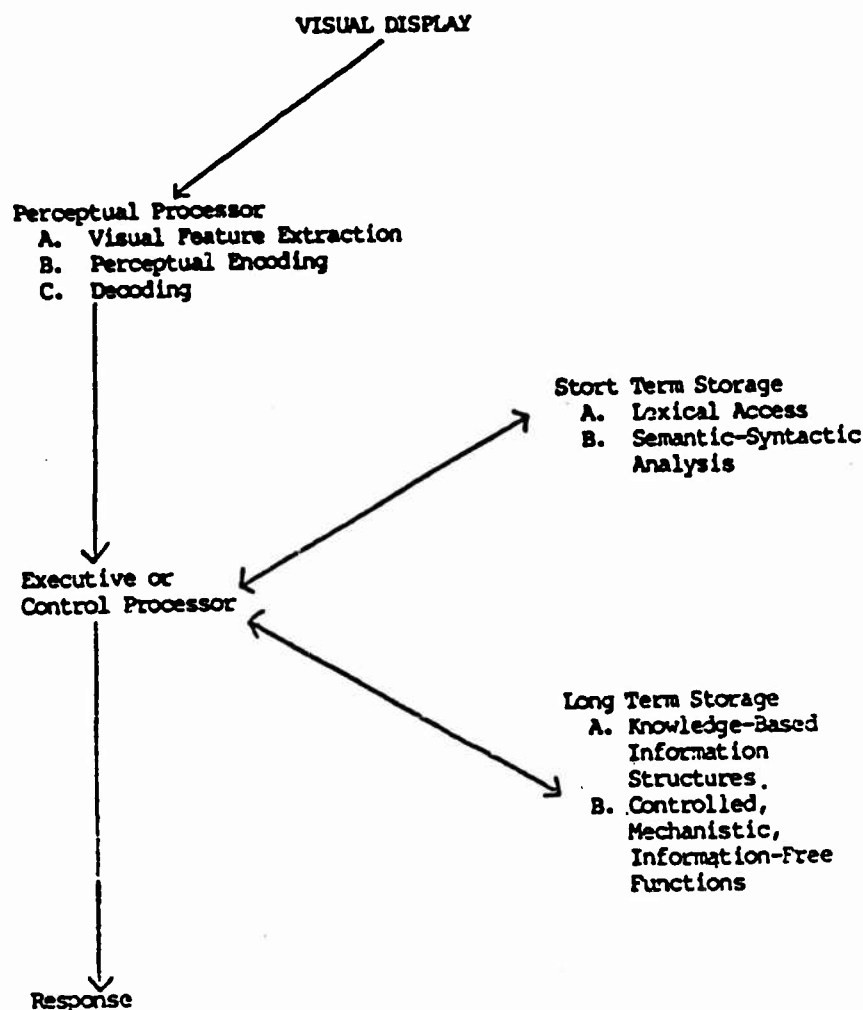 VISUAL DISPLAY
Perceptual Processor
A. Visual Feature Extraction
B. Perceptual Encoding
C. Decoding
Stort Term Storage
A. Lexical Access
B. Semantic-Syntactic
Analysis
Executive or
Control Processor
Long Term Storage
A. Knowledge-Based
Information
Structures.
B. Controlled,
Mechanistic,
Information-Free
Functions
Response